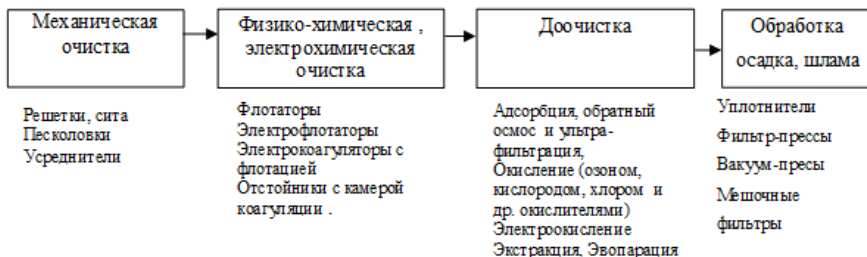 Механическая
очистка
Физико-химическая ,
электрохимическая
очистка
Доочистка
Обработка
осадка, шлама
Решетки, сита
Песколовки
Усреднители
Флотаторы
Электрофлотаторы
Электрокоагуляторы с
флотацией
Отстойники с камерой
коагуляции .
Адсорбция, обратный
осмос и ультра-
фильтрация,
Окисление (озоном,
кислородом, хлором и
др. окислителями)
Электроокисление
Экстракция, Эвопарация
Уплотнители
Фильтр-прессы
Вакуум-пресы
Мешочные
фильтры